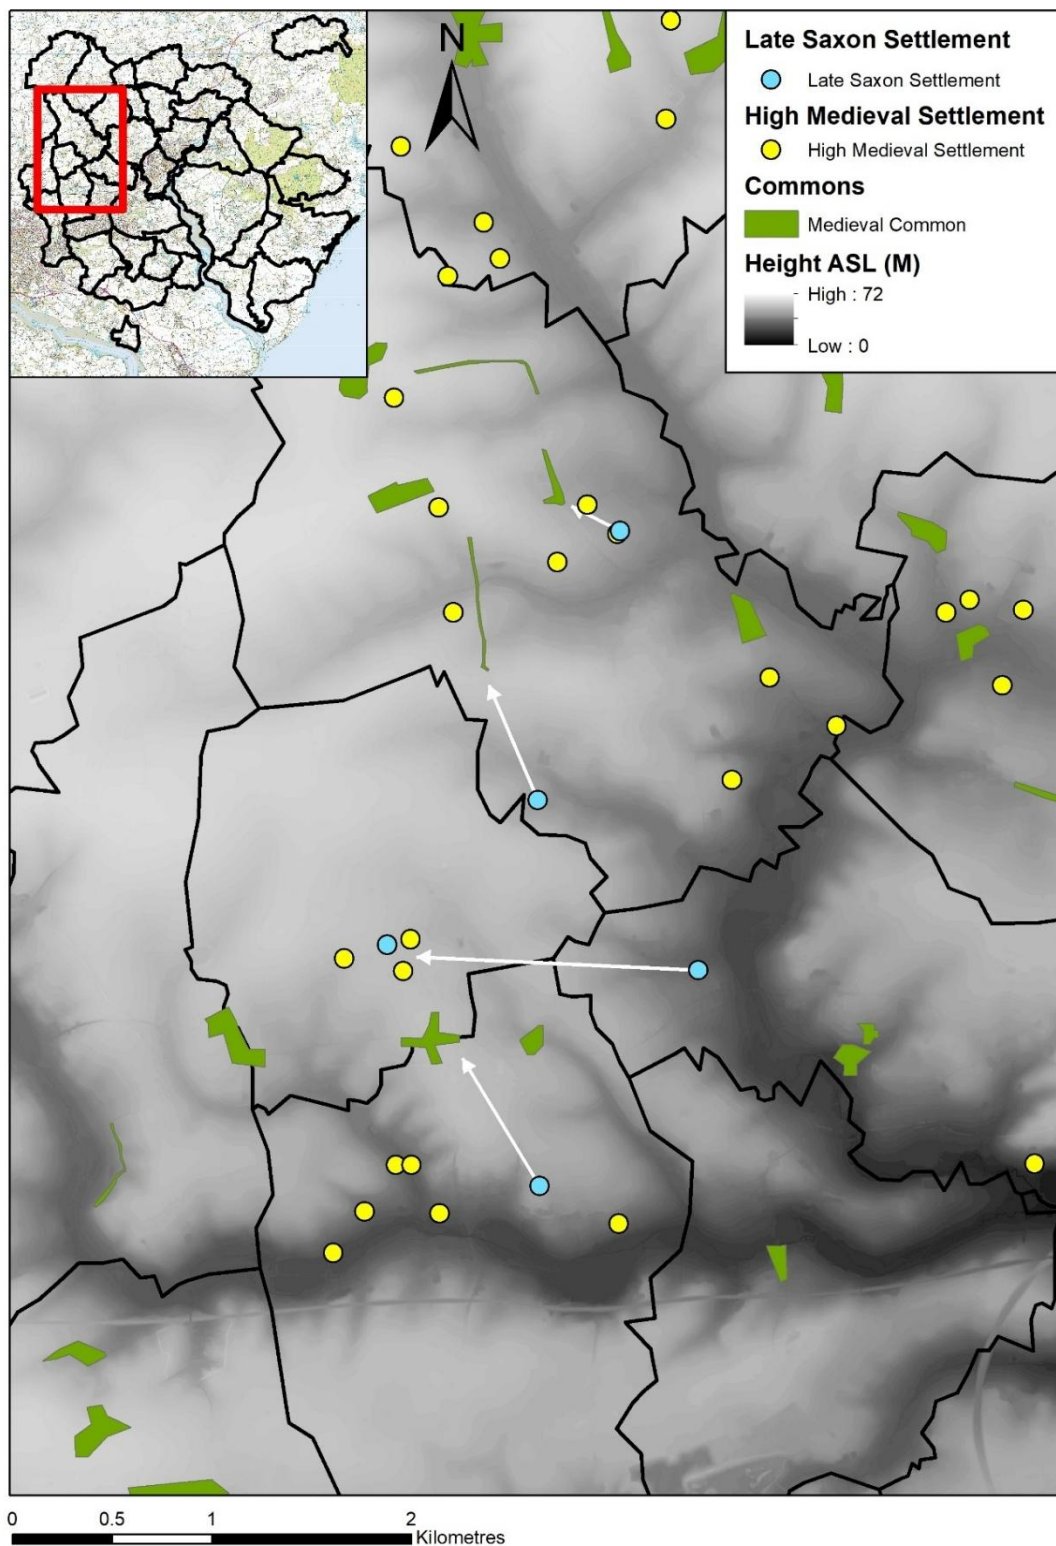 N
Late Saxon Settlement
Late Saxon Settlement
High Medieval Settlement
High Medieval Settlement
Commons
Medieval Common
Height ASL (M)
High : 72
Low : 0
0 0.5 1 2
Kilometres